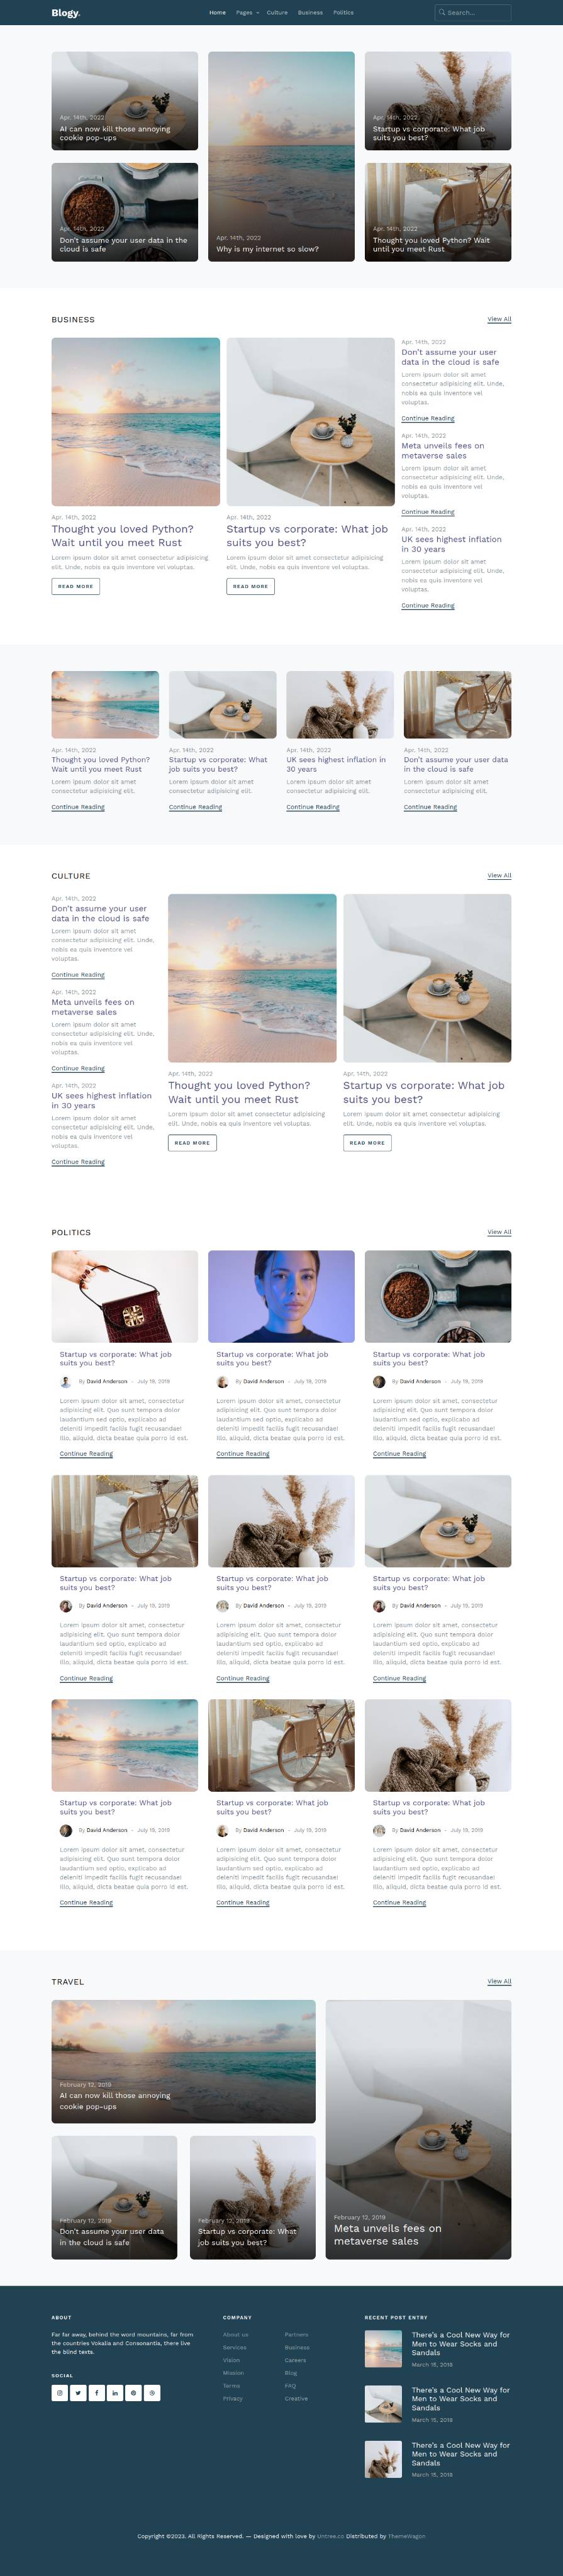 Blogy.
Home Pages Culture Business Politics
Search...
Apr. 14th, 2022
AI can now kill those annoying
cookie pop-ups
Apr. 14th, 2022
Don't assume your user data in the
cloud is safe
Apr. 14th, 2022
Why is my internet so slow?
Apr. 14th, 2022
Startup vs corporate: What job
suits you best?
Apr. 14th, 2022
Thought you loved Python? Wait
until you meet Rust
BUSINESS
View All
Apr. 14th, 2022
Thought you loved Python?
Wait until you meet Rust
Lorem ipsum dolor sit amet consectetur adipisicing
elit. Unde, nobis ea quis inventore vel voluptas.
READ MORE
Apr. 14th, 2022
Startup vs corporate: What job
suits you best?
Lorem ipsum dolor sit amet consectetur adipisicing
elit. Unde, nobis ea quis inventore vel voluptas.
READ MORE
Apr. 14th, 2022
Don't assume your user
data in the cloud is safe
Lorem ipsum dolor sit amet
consectetur adipisicing elit. Unde,
nobis ea quis inventore vel
voluptas.
Continue Reading
Apr. 14th, 2022
Meta unveils fees on
metaverse sales
Lorem ipsum dolor sit amet
consectetur adipisicing elit. Unde,
nobis ea quis inventore vel
voluptas.
Continue Reading
Apr. 14th, 2022
UK sees highest inflation
in 30 years
Lorem ipsum dolor sit amet
consectetur adipisicing elit. Unde,
nobis ea quis inventore vel
voluptas.
Continue Reading
Apr. 14th, 2022
Thought you loved Python?
Wait until you meet Rust
Lorem ipsum dolor sit amet
consectetur adipisicing elit.
Continue Reading
Apr. 14th, 2022
Startup vs corporate: What
job suits you best?
Lorem ipsum dolor sit amet
consectetur adipisicing elit.
Continue Reading
Apr. 14th, 2022
UK sees highest inflation in
30 years
Lorem ipsum dolor sit amet
consectetur adipisicing elit.
Continue Reading
Apr. 14th, 2022
Don't assume your user data
in the cloud is safe
Lorem ipsum dolor sit amet
consectetur adipisicing elit.
Continue Reading
CULTURE
View All
Apr. 14th, 2022
Don't assume your user
data in the cloud is safe
Lorem ipsum dolor sit amet
consectetur adipisicing elit. Unde,
nobis ea quis inventore vel
voluptas.
Continue Reading
Apr. 14th, 2022
Meta unveils fees on
metaverse sales
Lorem ipsum dolor sit amet
consectetur adipisicing elit. Unde,
nobis ea quis inventore vel
voluptas.
Continue Reading
Apr. 14th, 2022
UK sees highest inflation
in 30 years
Lorem ipsum dolor sit amet
consectetur adipisicing elit. Unde,
nobis ea quis inventore vel
voluptas.
Continue Reading
Apr. 14th, 2022
Thought you loved Python?
Wait until you meet Rust
Lorem ipsum dolor sit amet consectetur adipisicing
elit. Unde, nobis ea quis inventore vel voluptas.
READ MORE
Apr. 14th, 2022
Startup vs corporate: What job
suits you best?
Lorem ipsum dolor sit amet consectetur adipisicing
elit. Unde, nobis ea quis inventore vel voluptas.
READ MORE
POLITICS
View All
Startup vs corporate: What job
suits you best?
By David Anderson - July 19, 2019
Lorem ipsum dolor sit amet, consectetur
adipisicing elit. Quo sunt tempora dolor
laudantium sed optio, explicabo ad
deleniti impedit facilis fugit recusandae!
Illo, aliquid, dicta beatae quia porro id est.
Continue Reading
Startup vs corporate: What job
suits you best?
By David Anderson - July 19, 2019
Lorem ipsum dolor sit amet, consectetur
adipisicing elit. Quo sunt tempora dolor
laudantium sed optio, explicabo ad
deleniti impedit facilis fugit recusandae!
Illo, aliquid, dicta beatae quia porro id est.
Continue Reading
Startup vs corporate: What job
suits you best?
By David Anderson - July 19, 2019
Lorem ipsum dolor sit amet, consectetur
adipisicing elit. Quo sunt tempora dolor
laudantium sed optio, explicabo ad
deleniti impedit facilis fugit recusandae!
Illo, aliquid, dicta beatae quia porro id est.
Continue Reading
Startup vs corporate: What job
suits you best?
By David Anderson - July 19, 2019
Lorem ipsum dolor sit amet, consectetur
adipisicing elit. Quo sunt tempora dolor
laudantium sed optio, explicabo ad
deleniti impedit facilis fugit recusandae!
Illo, aliquid, dicta beatae quia porro id est.
Continue Reading
Startup vs corporate: What job
suits you best?
By David Anderson - July 19, 2019
Lorem ipsum dolor sit amet, consectetur
adipisicing elit. Quo sunt tempora dolor
laudantium sed optio, explicabo ad
deleniti impedit facilis fugit recusandae!
Illo, aliquid, dicta beatae quia porro id est.
Continue Reading
Startup vs corporate: What job
suits you best?
By David Anderson - July 19, 2019
Lorem ipsum dolor sit amet, consectetur
adipisicing elit. Quo sunt tempora dolor
laudantium sed optio, explicabo ad
deleniti impedit facilis fugit recusandae!
Illo, aliquid, dicta beatae quia porro id est.
Continue Reading
Startup vs corporate: What job
suits you best?
By David Anderson - July 19, 2019
Lorem ipsum dolor sit amet, consectetur
adipisicing elit. Quo sunt tempora dolor
laudantium sed optio, explicabo ad
deleniti impedit facilis fugit recusandae!
Illo, aliquid, dicta beatae quia porro id est.
Continue Reading
Startup vs corporate: What job
suits you best?
By David Anderson - July 19, 2019
Lorem ipsum dolor sit amet, consectetur
adipisicing elit. Quo sunt tempora dolor
laudantium sed optio, explicabo ad
deleniti impedit facilis fugit recusandae!
Illo, aliquid, dicta beatae quia porro id est.
Continue Reading
Startup vs corporate: What job
suits you best?
By David Anderson - July 19, 2019
Lorem ipsum dolor sit amet, consectetur
adipisicing elit. Quo sunt tempora dolor
laudantium sed optio, explicabo ad
deleniti impedit facilis fugit recusandae!
Illo, aliquid, dicta beatae quia porro id est.
Continue Reading
TRAVEL
View All
February 12, 2019
AI can now kill those annoying
cookie pop-ups
February 12, 2019
Don't assume your user data
in the cloud is safe
February 12, 2019
Startup vs corporate: What
job suits you best?
February 12, 2019
Meta unveils fees on
metaverse sales
ABOUT
Far far away, behind the word mountains, far from
the countries Vokalia and Consonantia, there live
the blind texts.
SOCIAL
COMPANY
About us
Services
Vision
Mission
Terms
Privacy
Partners
Business
Careers
Blog
FAQ
Creative
RECENT POST ENTRY
There's a Cool New Way for
Men to Wear Socks and
Sandals
March 15, 2018
There's a Cool New Way for
Men to Wear Socks and
Sandals
March 15, 2018
There's a Cool New Way for
Men to Wear Socks and
Sandals
March 15, 2018
Copyright ©2023. All Rights Reserved. — Designed with love by Untree.co Distributed by ThemeWagon